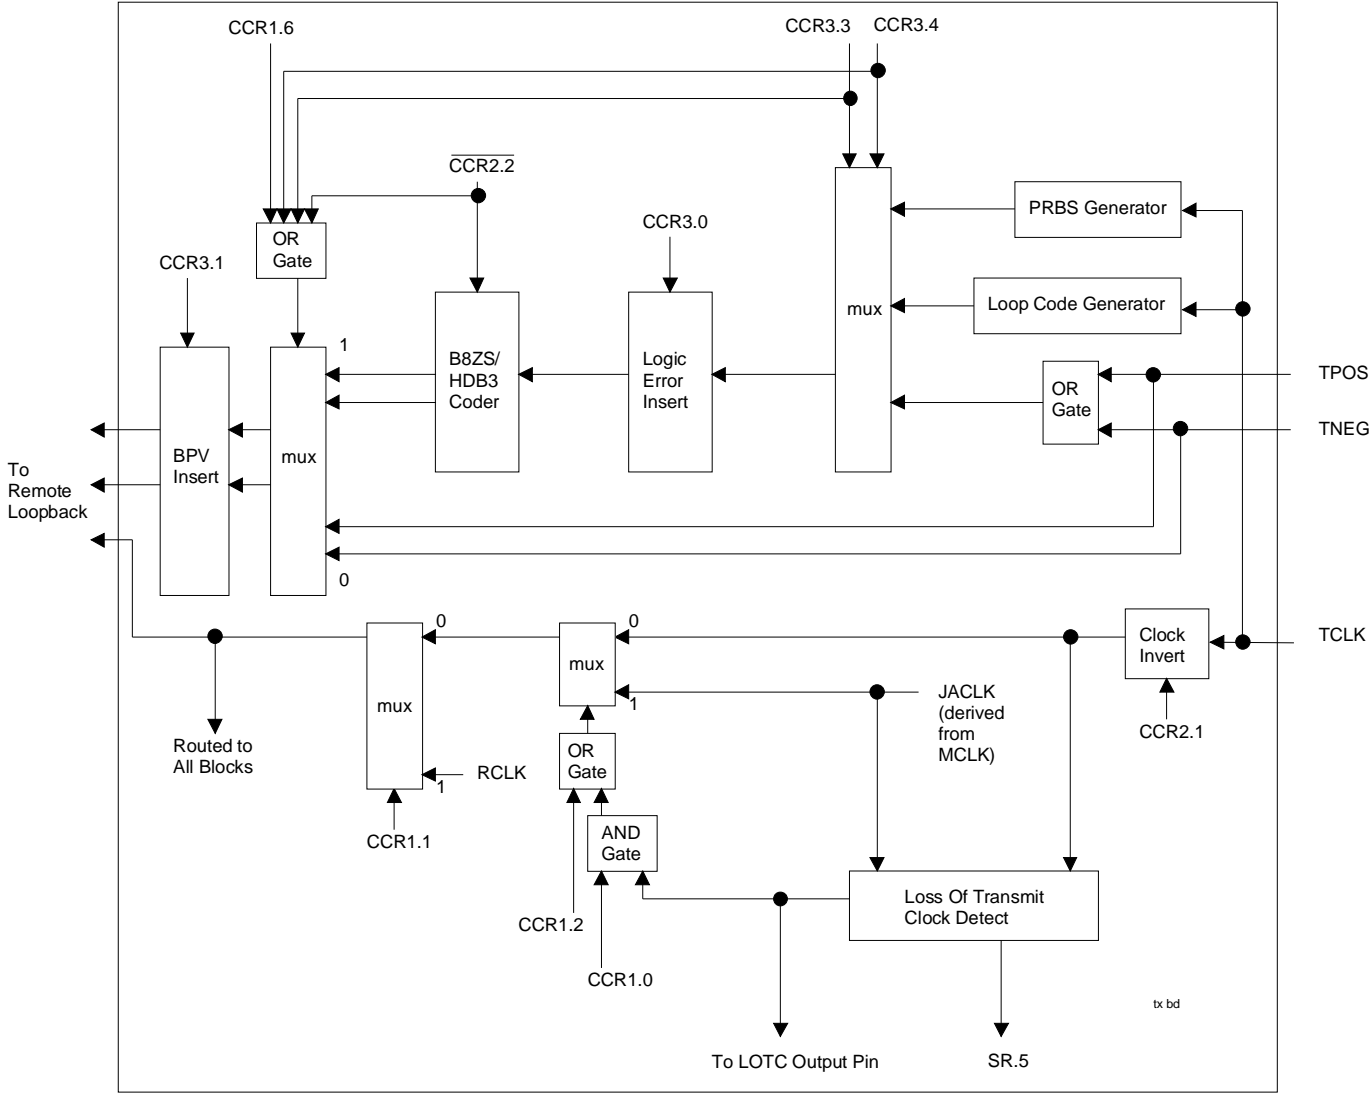 CCR1.6
CCR3.3
CCR3.4
CCR2.2
PRBS Generator
CCR3.0
OR
Gate
CCR3.1
Loop Code Generator
mux
1
B8ZS/
HDB3
Coder
Logic
Error
Insert
OR
Gate
TPOS
TNEG
BPV
Insert
mux
To
Remote
Loopback
0
0
0
Clock
Invert
TCLK
mux
1
JACLK
(derived
from
MCLK)
mux
CCR2.1
Routed to
All Blocks
OR
Gate
RCLK
1
CCR1.1
AND
Gate
Loss Of Transmit
Clock Detect
CCR1.2
CCR1.0
tx bd
To LOTC Output Pin
SR.5